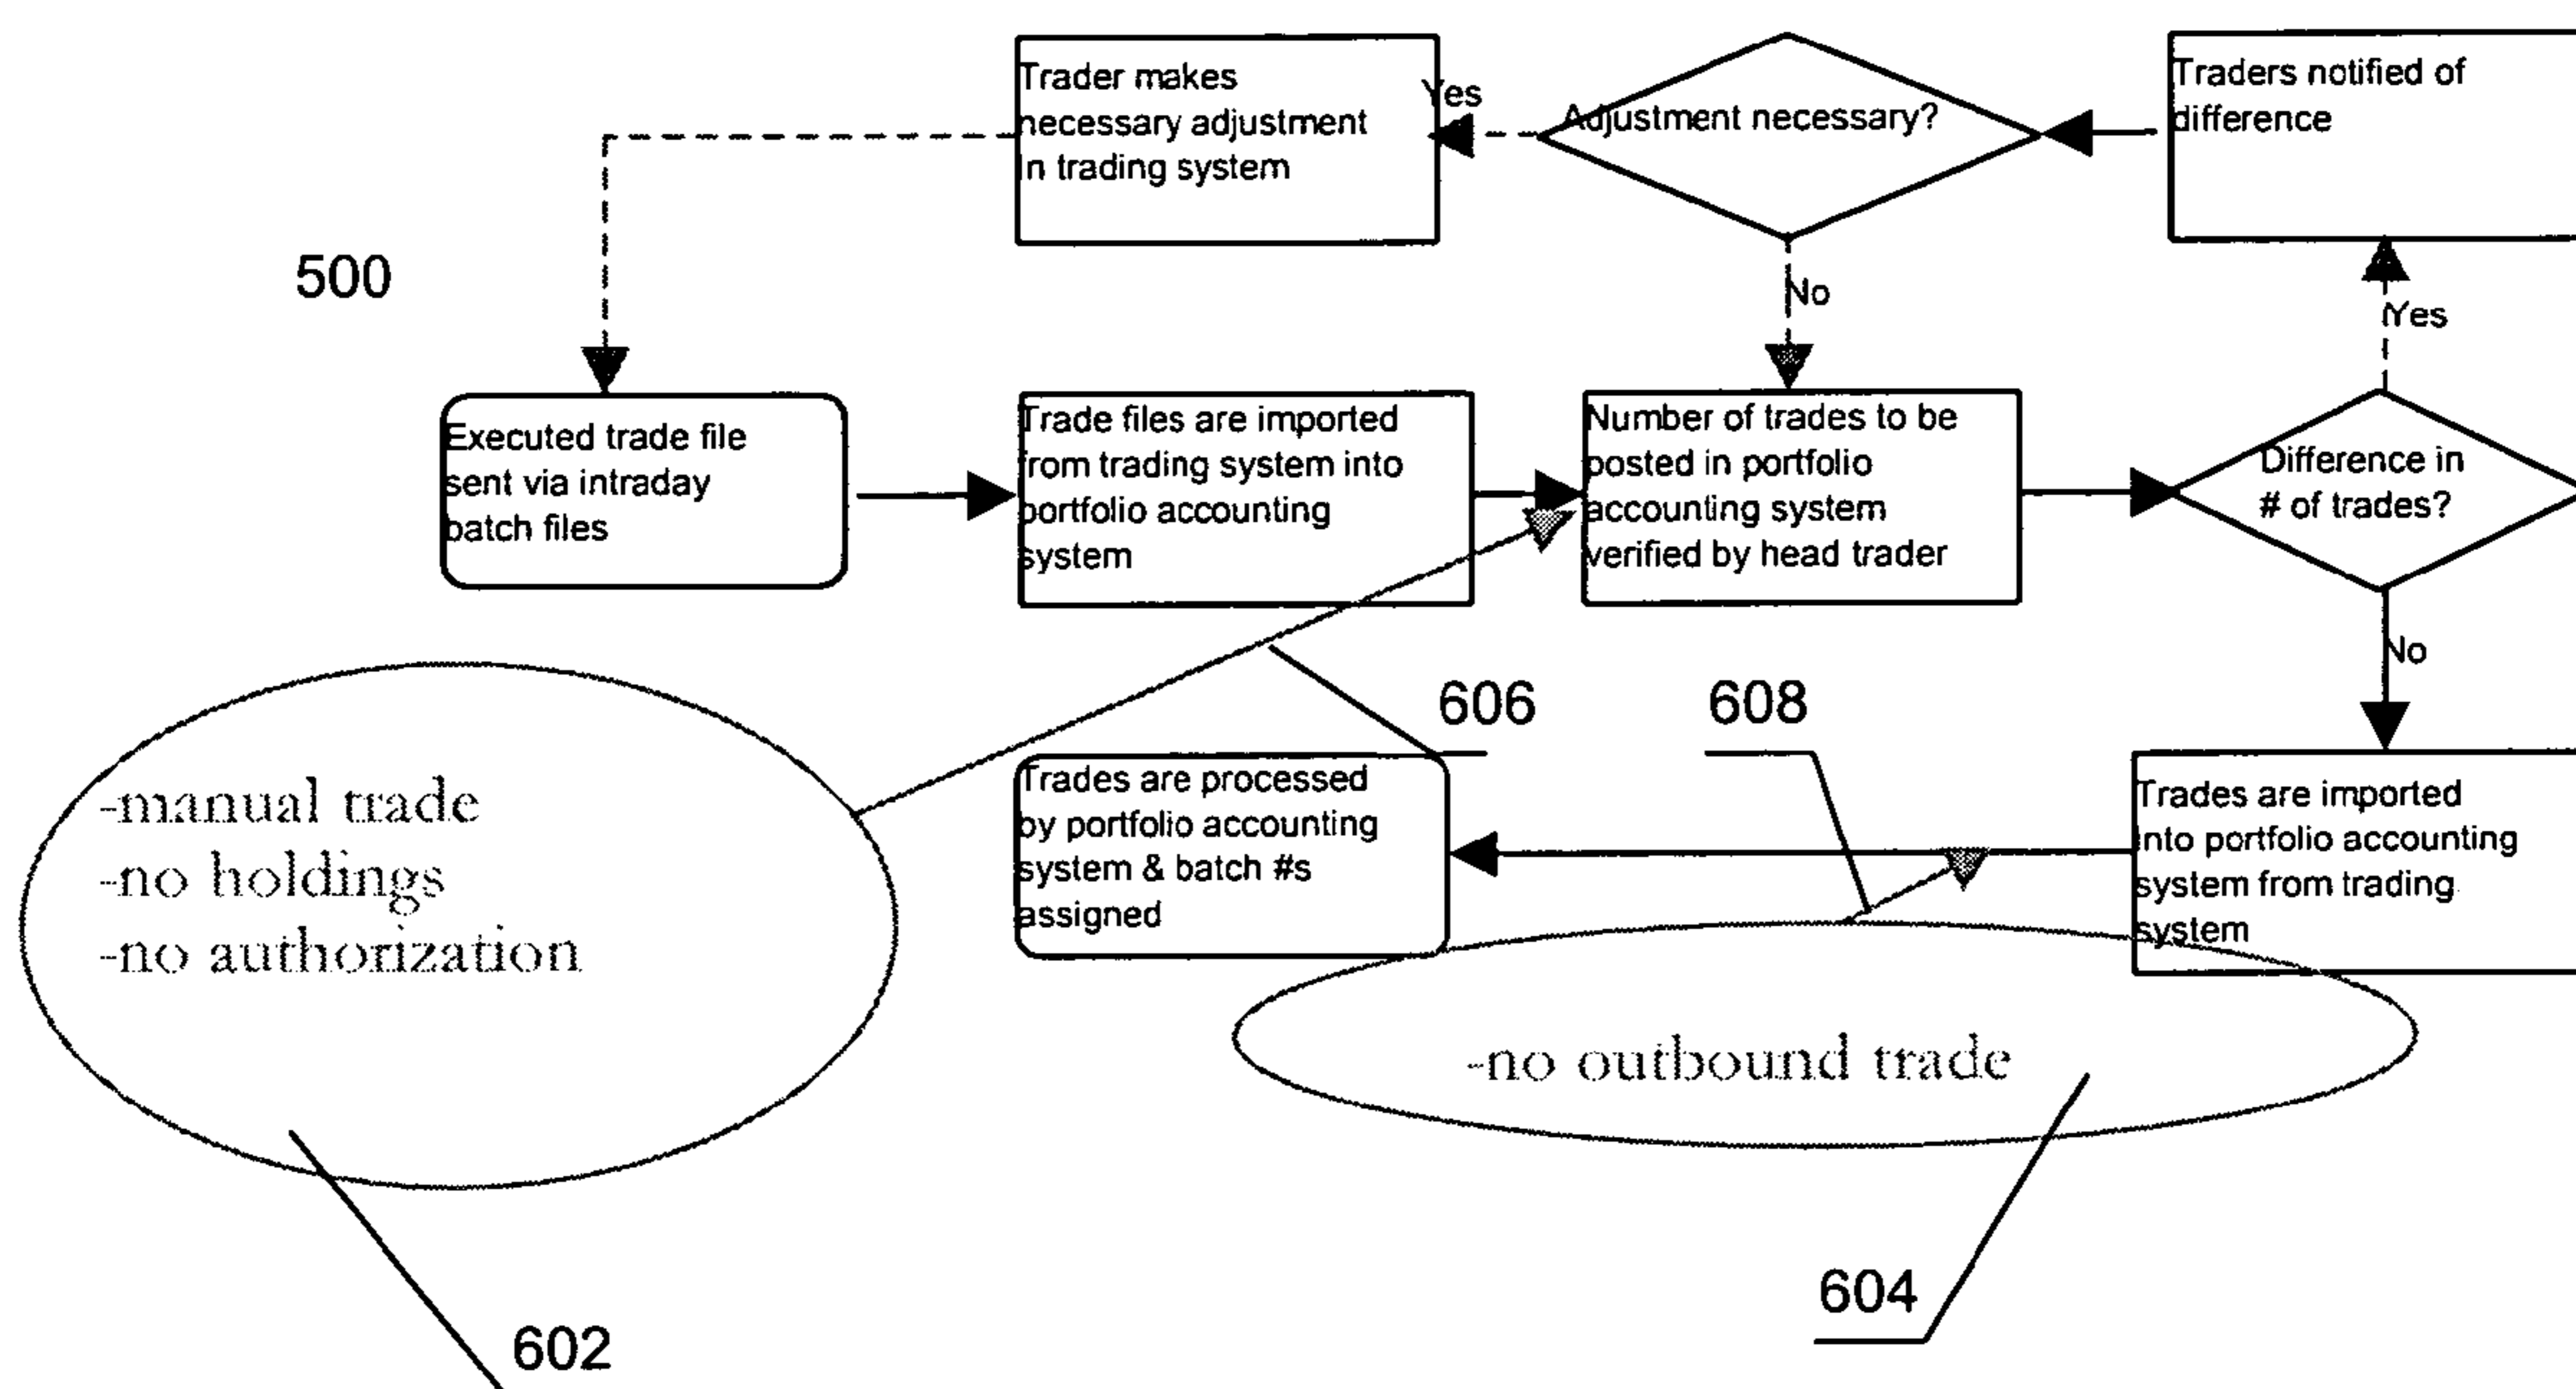 Trader makes
necessary adjustment
in trading system
Yes
Adjustment necessary?
Traders notified of
difference
500
No
Yes
Executed trade file
sent via intraday
batch files
Trade files are imported
from trading system into
portfolio accounting
system
Number of trades to be
posted in portfolio
accounting system
verified by head trader
Difference in
# of trades?
No
606
608
-manual trade
-no holdings
-no authorization
Trades are processed
by portfolio accounting
system & batch #s
assigned
Trades are imported
into portfolio accounting
system from trading
system
-no outbound trade
604
602